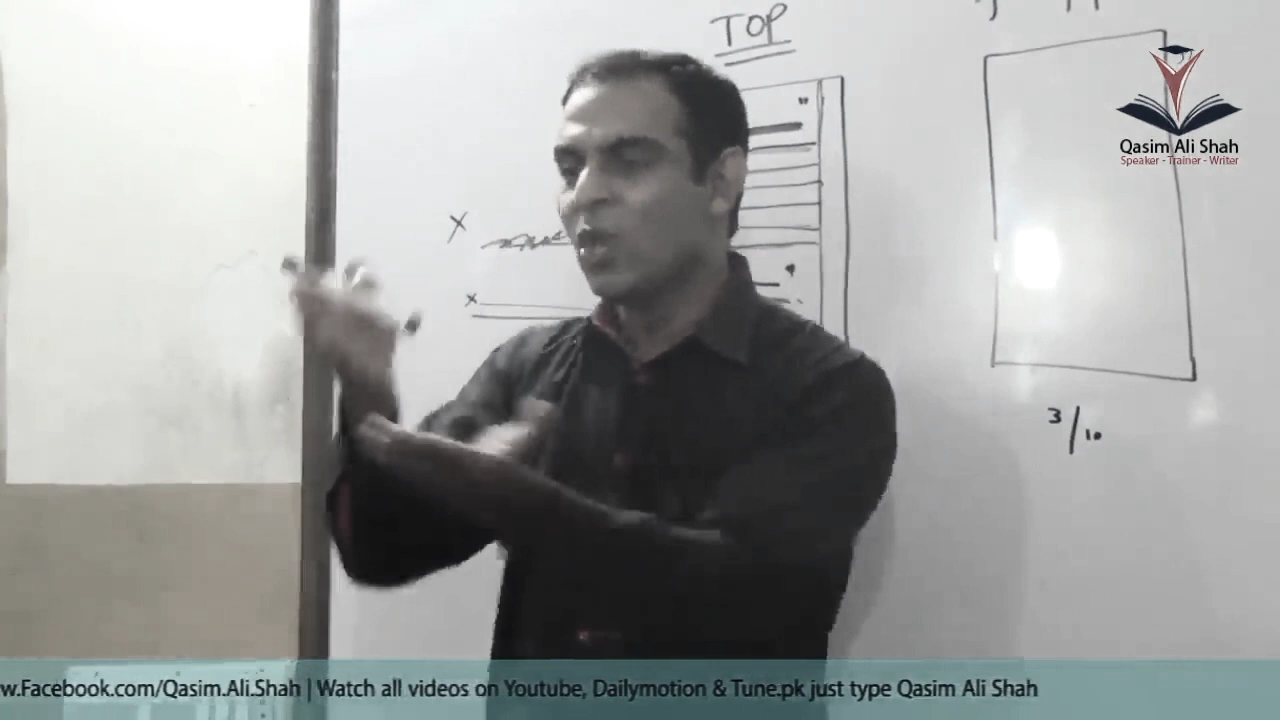 TOP
Qasim Ali Shah
Speaker - Trainer - Writer
x
x
3/10
w.Facebook.com/Qasim.Ali.Shah | Watch all videos on Youtube, Dailymotion & Tune.pk just type Qasim Ali Shah